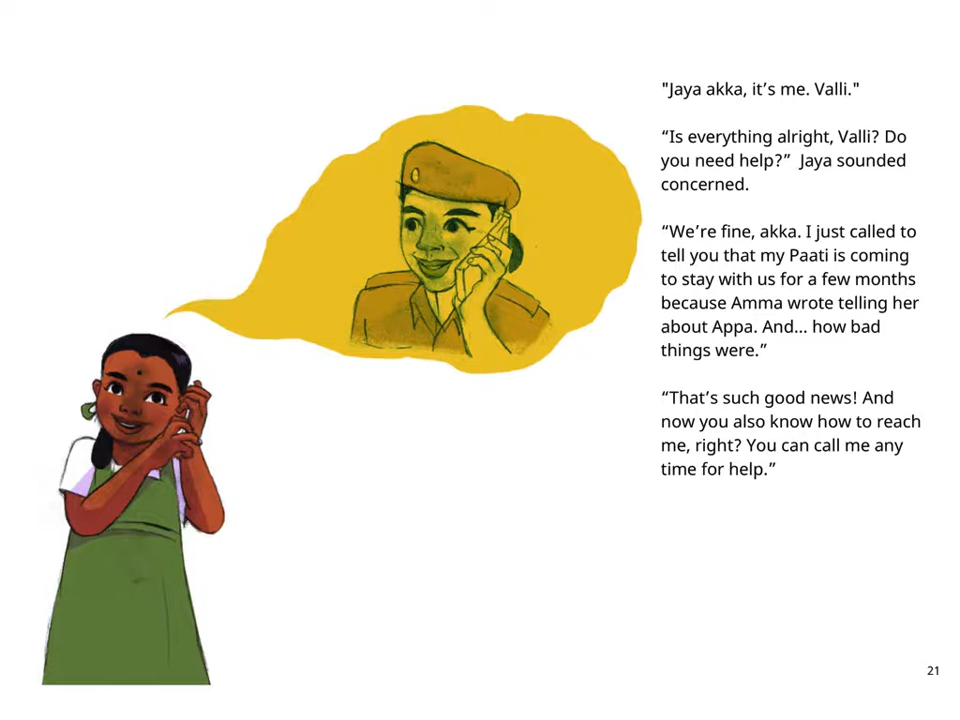 "Jaya akka, it’s me. Valli."
“Is everything alright, Valli? Do
you need help?”  Jaya sounded
concerned.
“We’re fine, akka. I just called to
tell you that my Paati is coming
to stay with us for a few months
because Amma wrote telling her
about Appa. And... how bad
things were.”
“That’s such good news! And
now you also know how to reach
me, right? You can call me any
time for help.”
21